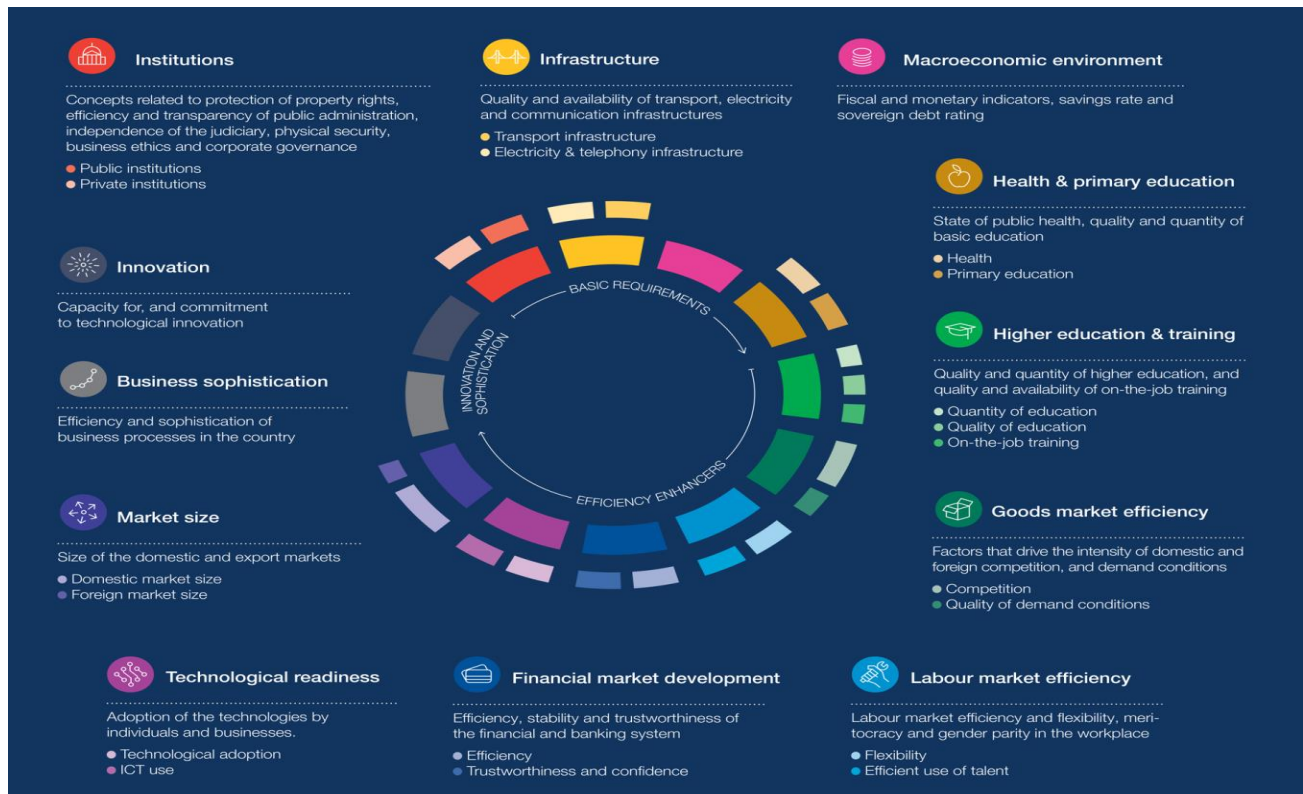 Institutions
Concepts related to protection of property rights,
efficiency and transparency of public administration,
independence of the judiciary, physical security,
business ethics and corporate governance
Public institutions
Private institutions
Infrastructure
Quality and availability of transport, electricity
and communication infrastructures
Transport infrastructure
Electricity & telephony infrastructure
Macroeconomic environment
Fiscal and monetary indicators, savings rate and
sovereign debt rating
Health & primary education
State of public health, quality and quantity of
basic education
Health
Primary education
Innovation
Capacity for, and commitment
to technological innovation
Higher education & training
Quality and quantity of higher education, and
quality and availability of on-the-job training
Quantity of education
Quality of education
On-the-job training
Business sophistication
Efficiency and sophistication of
business processes in the country
BASIC REQUIREMENTS
INNOVATION AND
SOPHISTICATION
EFFICIENCY ENHANCERS
Market size
Size of the domestic and export markets
Domestic market size
Foreign market size
Goods market efficiency
Factors that drive the intensity of domestic and
foreign competition, and demand conditions
Competition
Quality of demand conditions
Technological readiness
Adoption of the technologies by
individuals and businesses.
Technological adoption
ICT use
Financial market development
Efficiency, stability and trustworthiness of
the financial and banking system
Efficiency
Trustworthiness and confidence
Labour market efficiency
Labour market efficiency and flexibility, meri-
tocracy and gender parity in the workplace
Flexibility
Efficient use of talent